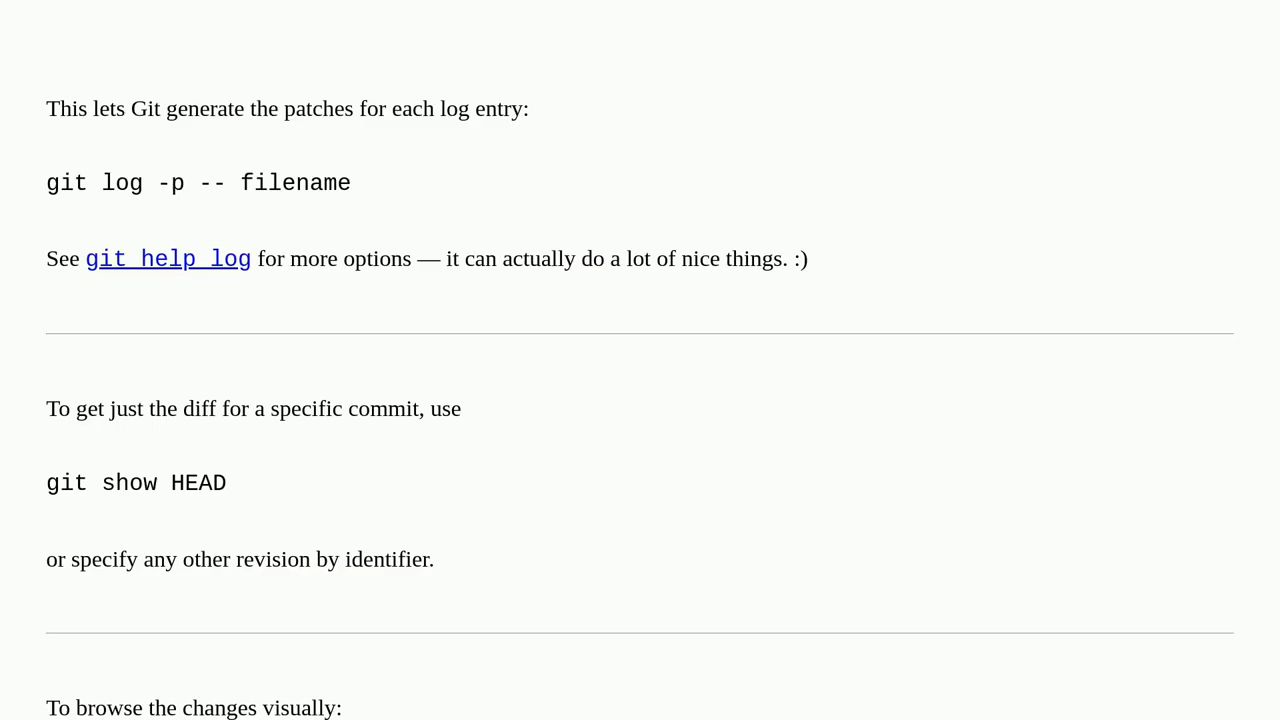 This lets Git generate the patches for each log entry:
git log -p -- filename
See git help log for more options — it can actually do a lot of nice things. :)
To get just the diff for a specific commit, use
git show HEAD
or specify any other revision by identifier.
To browse the changes visually: